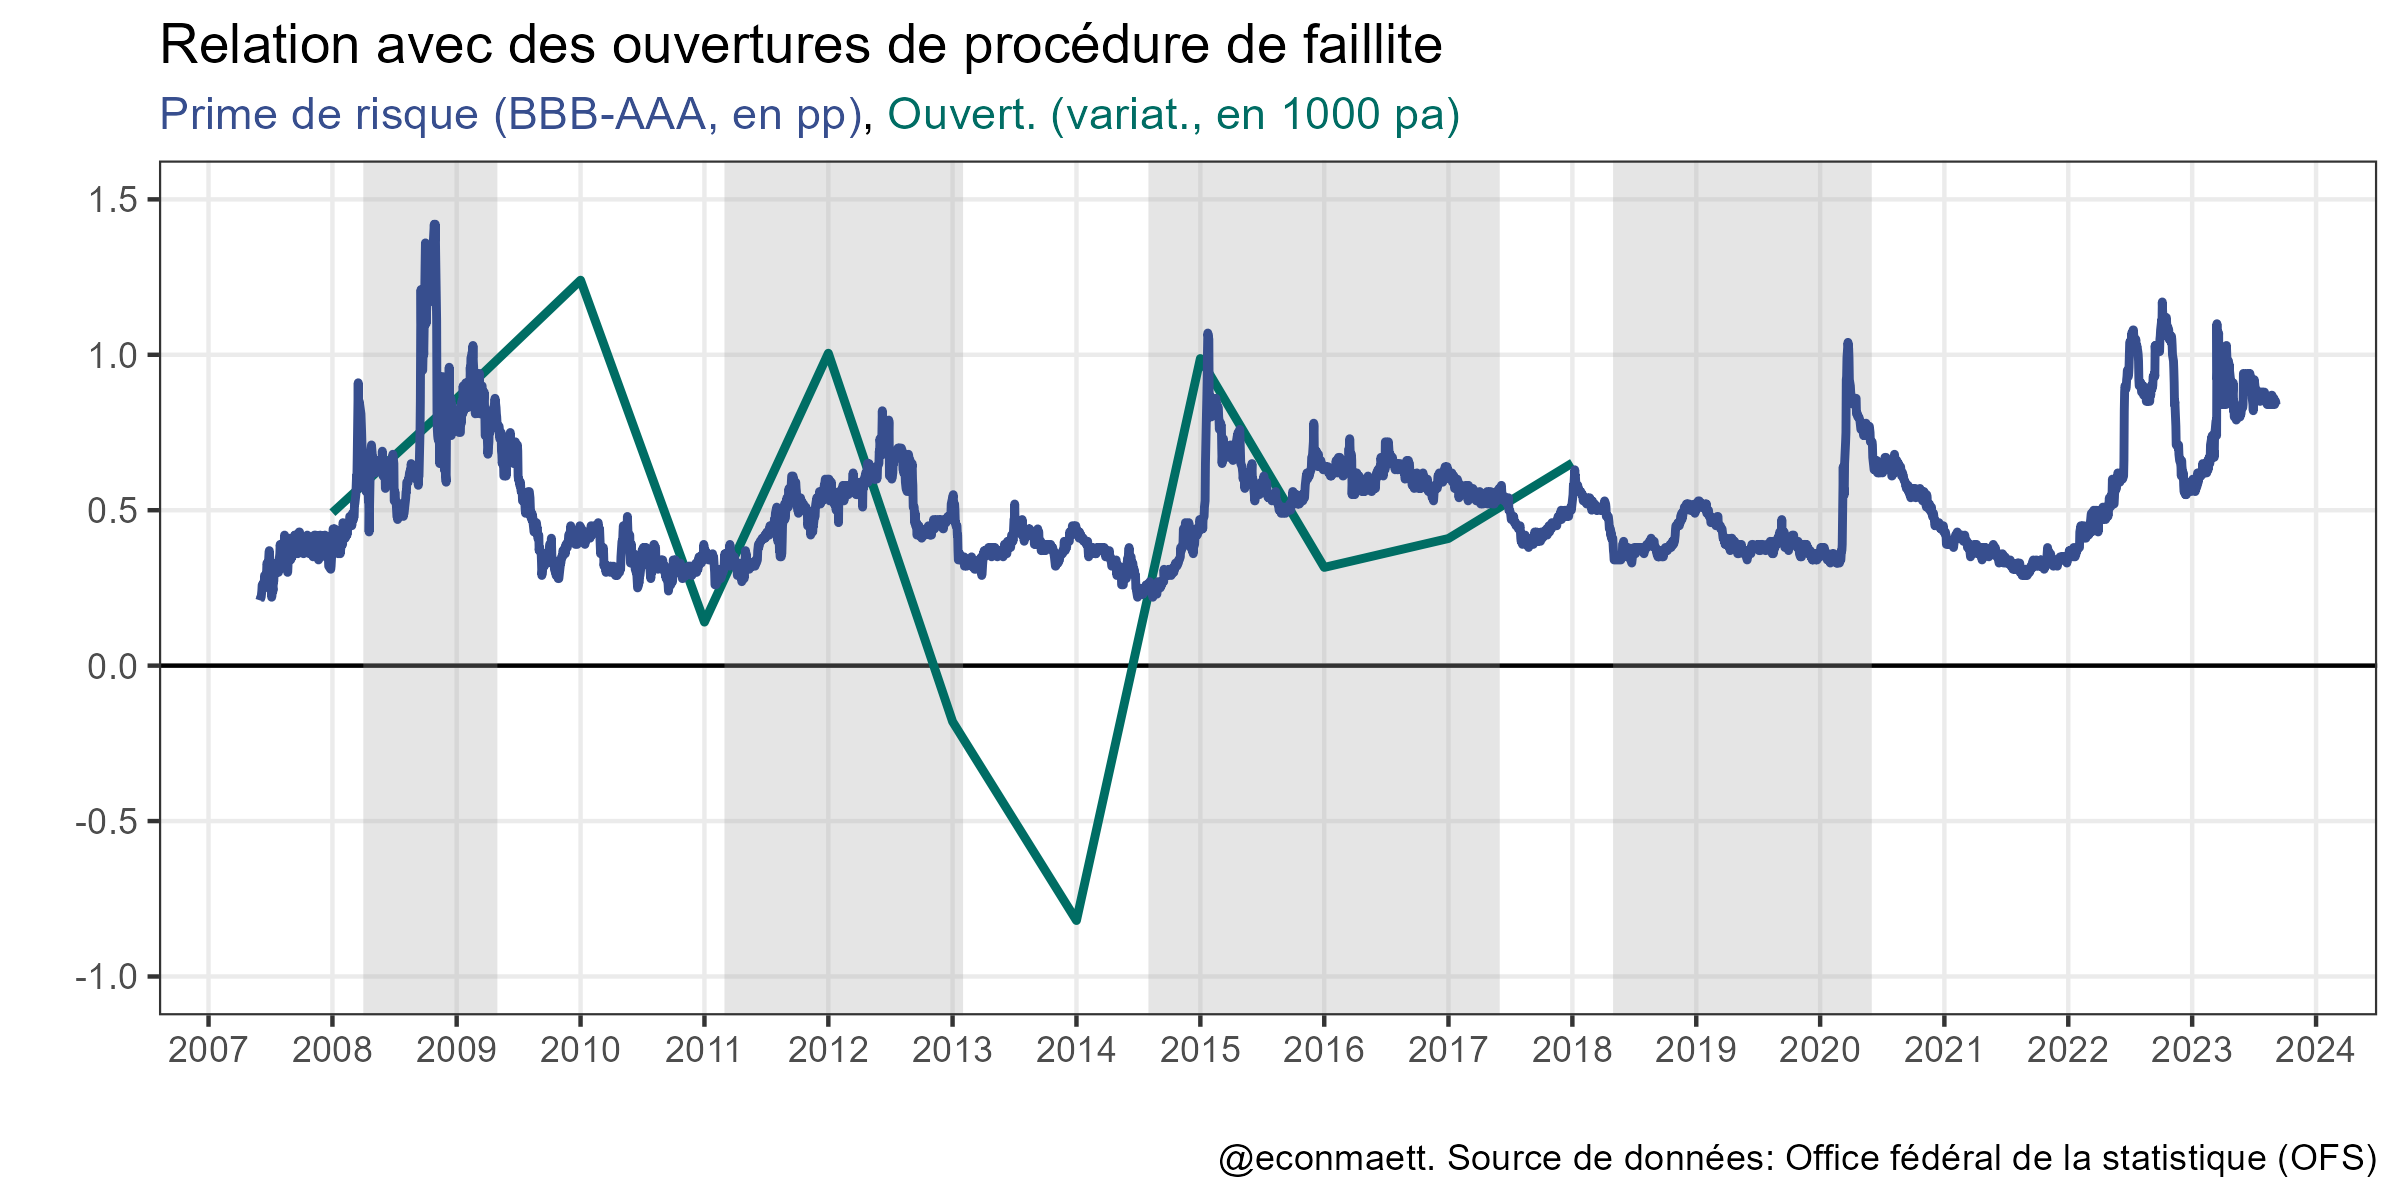 Relation avec des ouvertures de procédure de faillite
Prime de risque (BBB-AAA, en pp), Ouvert. (variat., en 1000 pa)
1.5
1.0
0.5
0.0
-0.5
-1.0
2007 2008 2009 2010 2011 2012 2013 2014 2015 2016 2017 2018 2019 2020 2021 2022 2023 2024
@econmaett. Source de données: Office fédéral de la statistique (OFS)